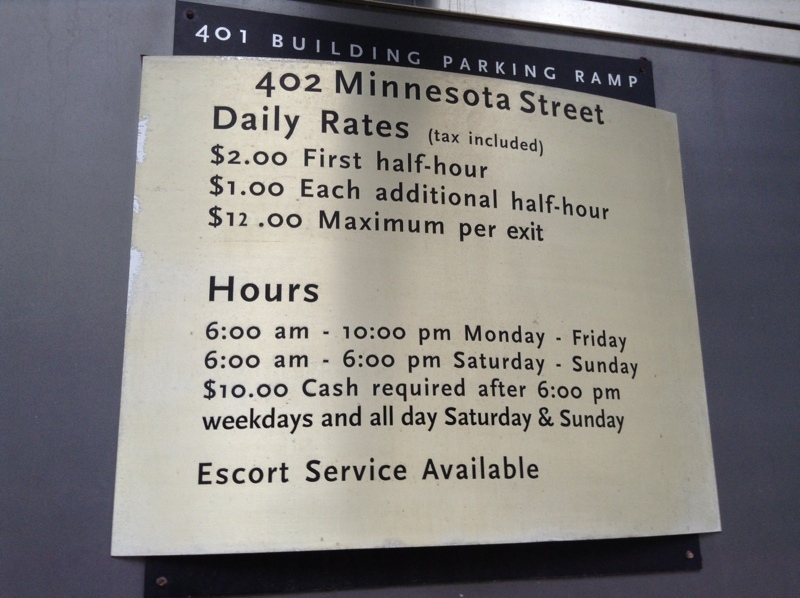 401 BUILDING PARKING RAMP
402 Minnesota Street
Daily Rates (tax included)
$2.00 First half-hour
$1.00 Each additional half-hour
$12.00 Maximum per exit
Hours
6:00 am - 10:00 pm Monday - Friday
6:00 am - 6:00 pm Saturday - Sunday
$10.00 Cash required after 6:00 pm
weekdays and all day Saturday & Sunday
Escort Service Available